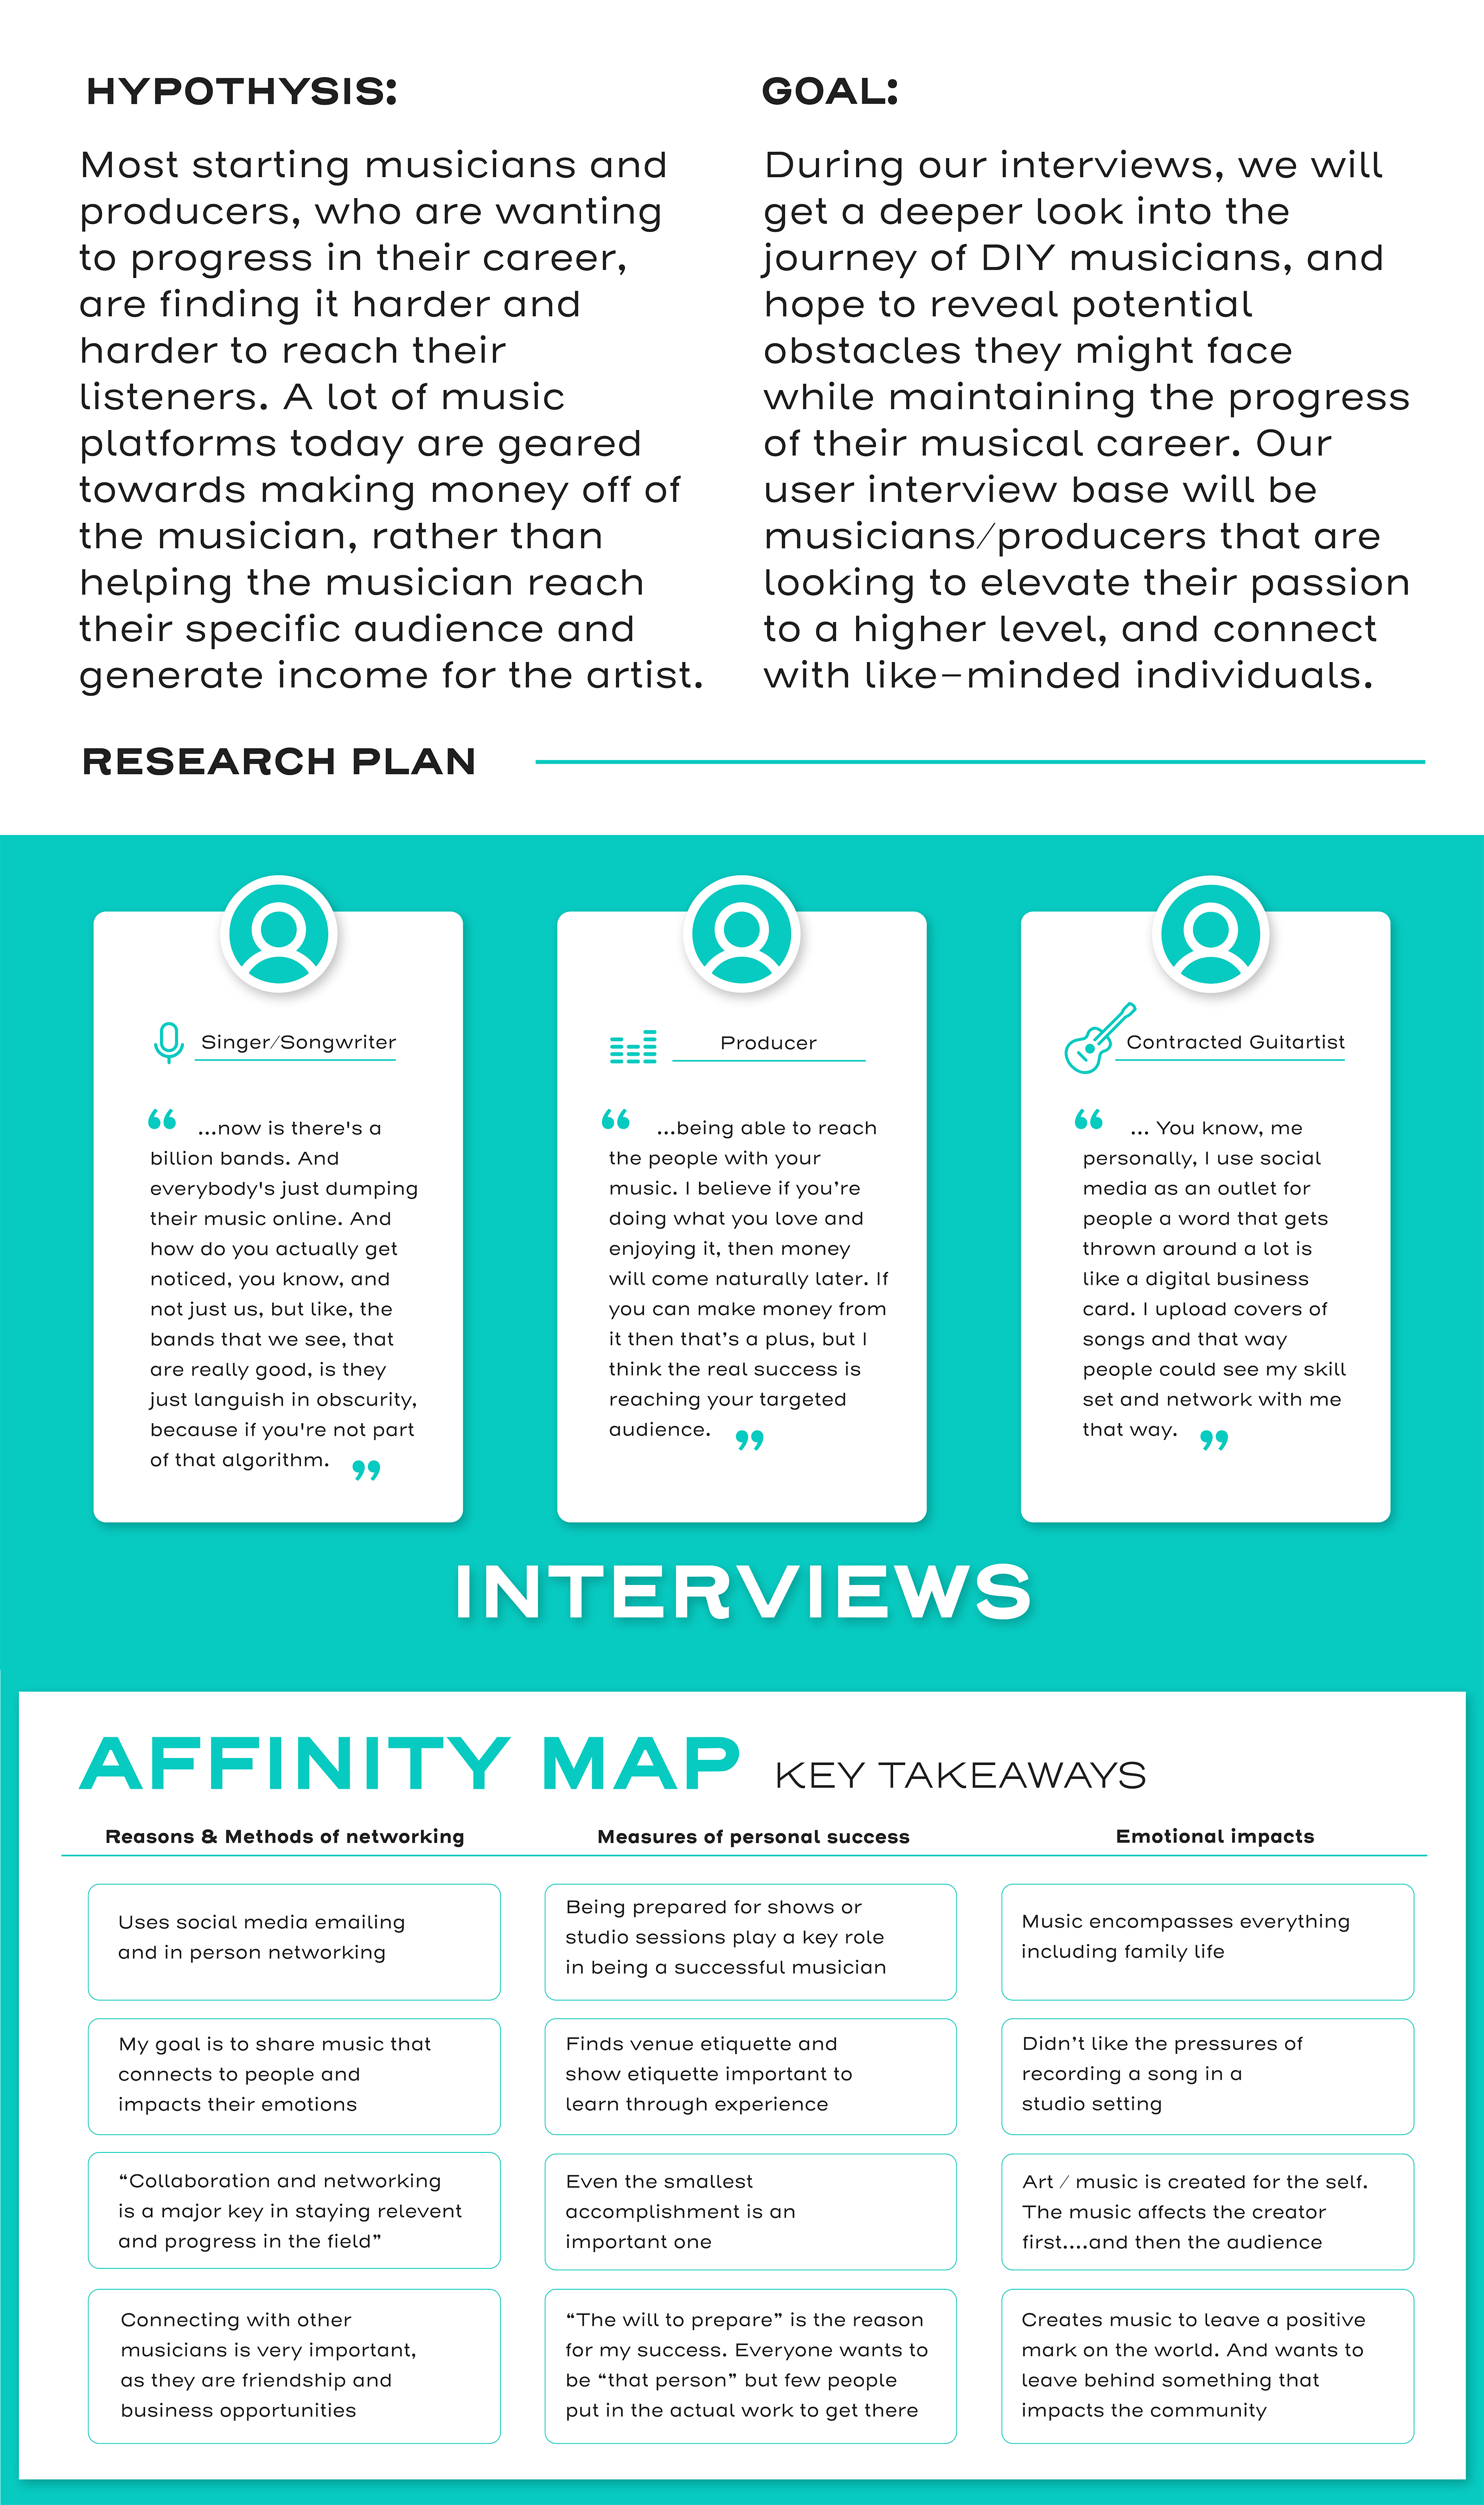 HYPOTHYSIS:
Most starting musicians and
producers, who are wanting
to progress in their career,
are finding it harder and
harder to reach their
listeners. A lot of music
platforms today are geared
towards making money off of
the musician, rather than
helping the musician reach
their specific audience and
generate income for the artist.
GOAL:
During our interviews, we will
get a deeper look into the
journey of DIY musicians, and
hope to reveal potential
obstacles they might face
while maintaining the progress
of their musical career. Our
user interview base will be
musicians/producers that are
looking to elevate their passion
to a higher level, and connect
with like-minded individuals.
RESEARCH PLAN
Singer/Songwriter
“ ...now is there's a
billion bands. And
everybody's just dumping
their music online. And
how do you actually get
noticed, you know, and
not just us, but like, the
bands that we see, that
are really good, is they
just languish in obscurity,
because if you're not part
of that algorithm. ”
Producer
“ ...being able to reach
the people with your
music. I believe if you’re
doing what you love and
enjoying it, then money
will come naturally later. If
you can make money from
it then that’s a plus, but I
think the real success is
reaching your targeted
audience. ”
Contracted Guitartist
“ ... You know, me
personally, I use social
media as an outlet for
people a word that gets
thrown around a lot is
like a digital business
card. I upload covers of
songs and that way
people could see my skill
set and network with me
that way. ”
INTERVIEWS
AFFINITY MAP KEY TAKEAWAYS
Reasons & Methods of networking
Uses social media emailing
and in person networking
My goal is to share music that
connects to people and
impacts their emotions
“Collaboration and networking
is a major key in staying relevent
and progress in the field”
Connecting with other
musicians is very important,
as they are friendship and
business opportunities
Measures of personal success
Being prepared for shows or
studio sessions play a key role
in being a successful musician
Finds venue etiquette and
show etiquette important to
learn through experience
Even the smallest
accomplishment is an
important one
“The will to prepare” is the reason
for my success. Everyone wants to
be “that person” but few people
put in the actual work to get there
Emotional impacts
Music encompasses everything
including family life
Didn’t like the pressures of
recording a song in a
studio setting
Art / music is created for the self.
The music affects the creator
first....and then the audience
Creates music to leave a positive
mark on the world. And wants to
leave behind something that
impacts the community